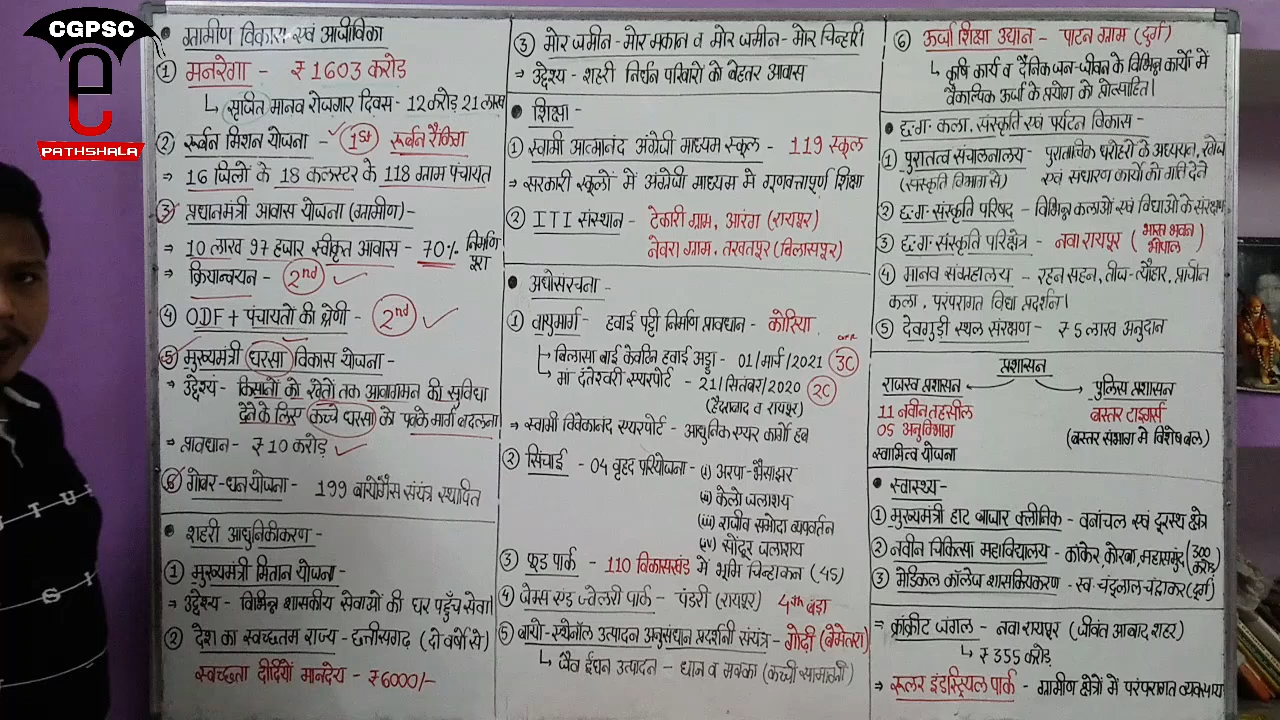 CGPSC
e
PATHSHALA
• ग्रामीण विकास एवं आजीविका
① मनरेगा - ₹1603 करोड़
↳ सृजित मानव रोजगार दिवस - 12 करोड़ 21 लाख
② रूर्बन मिशन योजना - 1st रूर्बन रैंकिंग
⇒ 16 जिलों के 18 कलस्टर के 118 ग्राम पंचायत
③ प्रधानमंत्री आवास योजना (ग्रामीण) -
⇒ 10 लाख 97 हजार स्वीकृत आवास - 70% निर्माण पूरा
⇒ क्रियान्वयन - 2nd
④ ODF+ पंचायतों की श्रेणी - 2nd
⑤ मुख्यमंत्री धरसा विकास योजना -
⇒ उद्देश्य - किसानों को खेतों तक आवागमन की सुविधा
देने के लिए कच्चे धरसा को पक्के मार्ग बदलना
⇒ प्रावधान - ₹10 करोड़
⑥ गोबर-धन योजना - 199 बायोगैस संयंत्र स्थापित
• शहरी आधुनिकीकरण -
① मुख्यमंत्री मितान योजना -
⇒ उद्देश्य - विभिन्न शासकीय सेवाओं की घर पहुँच सेवा।
② देश का स्वच्छतम राज्य - छत्तीसगढ़ (दो वर्षो से)
स्वच्छता दीदियों मानदेय - ₹6000/-
③ मोर जमीन-मोर मकान व मोर जमीन-मोर चिन्हारी
⇒ उद्देश्य - शहरी निर्धन परिवारों को बेहतर आवास
• शिक्षा -
① स्वामी आत्मानंद अंग्रेजी माध्यम स्कूल - 119 स्कूल
⇒ सरकारी स्कूलों में अंग्रेजी माध्यम में गुणवत्तापूर्ण शिक्षा
② ITI संस्थान - टेकारी ग्राम, आरंग (रायपुर)
नेवरा ग्राम, तखतपुर (बिलासपुर)
• अधोसंरचना -
① वायुमार्ग - हवाई पट्टी निर्माण प्रावधान - कोरिया
↳ बिलासा बाई केवटिन हवाई अड्डा - 01/मार्च/2021 3C
↳ मां दंतेश्वरी एयरपोर्ट - 21/सितंबर/2020 2C
(हैदराबाद व रायपुर)
⇒ स्वामी विवेकानंद एयरपोर्ट - आधुनिक एयर कार्गो हब
② सिंचाई - 04 वृहद परियोजना - (i) अरपा-भैंसाझर
(ii) केलो जलाशय
(iii) राजीव समोदा व्यपवर्तन
(iv) सोंढूर जलाशय
③ फूड पार्क - 110 विकासखंड में भूमि चिन्हांकन (45)
④ जेम्स एण्ड ज्वेलरी पार्क - पंडरी (रायपुर) 4th बड़ा
⑤ बायो-एथेनॉल उत्पादन अनुसंधान प्रदर्शनी संयंत्र - गोढ़ी (बेमेतरा)
↳ जैव ईंधन उत्पादन - धान व मक्का (कच्ची सामाग्री)
⑥ ऊर्जा शिक्षा उद्यान - पाटन ग्राम (दुर्ग)
↳ कृषि कार्य व दैनिक जन-जीवन के विभिन्न कार्यों में
वैकल्पिक ऊर्जा के प्रयोग को प्रोत्साहित।
• छ.ग. कला, संस्कृति एवं पर्यटन विकास -
① पुरातत्व संचालनालय - पुरातात्विक धरोहरों के अध्ययन, खोज
(संस्कृति विभाग से) एवं संधारण कार्यो को गति देने
② छ.ग. संस्कृति परिषद - विभिन्न कलाओं एवं विधाओं के संरक्षण
③ छ.ग. संस्कृति परिक्षेत्र - नवा रायपुर (भारत भवन भोपाल)
④ मानव संग्रहालय - रहन सहन, तीज-त्यौहार, प्राचीन
कला, परंपरागत विधा प्रदर्शन।
⑤ देवगुड़ी स्थल संरक्षण - ₹5 लाख अनुदान
प्रशासन
राजस्व प्रशासन
11 नवीन तहसील
05 अनुविभाग
स्वामित्व योजना
पुलिस प्रशासन
बस्तर टाइगर्स
(बस्तर संभाग में विशेष बल)
• स्वास्थ्य -
① मुख्यमंत्री हाट बाजार क्लीनिक - वनांचल एवं दूरस्थ क्षेत्र
② नवीन चिकित्सा महाविद्यालय - कांकेर, कोरबा, महासमुंद (300 करोड़)
③ मेडिकल कॉलेज शासकियकरण - स्व. चंदूलाल चंद्राकर (दुर्ग)
⇒ क्रांक्रीट जंगल - नवा रायपुर (जीवंत आबाद शहर)
↳ ₹355 करोड़
⇒ रूलर इंडस्ट्रियल पार्क - ग्रामीण क्षेत्रों में परंपरागत व्यवसाय